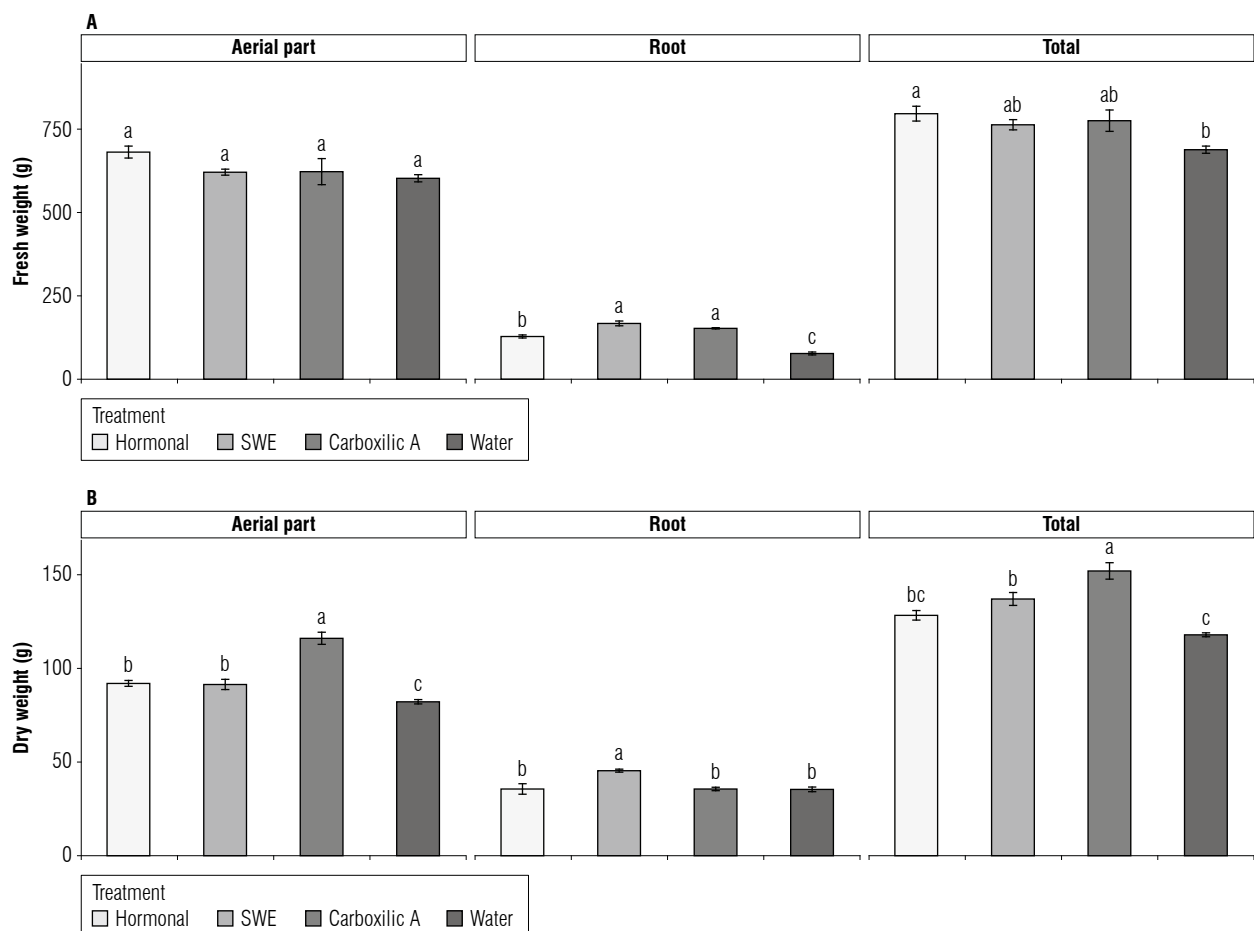 A
Aerial part Root Total
Fresh weight (g)
750
500
250
0
a a a a
b a a c
a ab ab b
Treatment
Hormonal SWE Carboxilic A Water
B
Aerial part Root Total
Dry weight (g)
150
100
50
0
b b a c
b a b b
bc b a c
Treatment
Hormonal SWE Carboxilic A Water